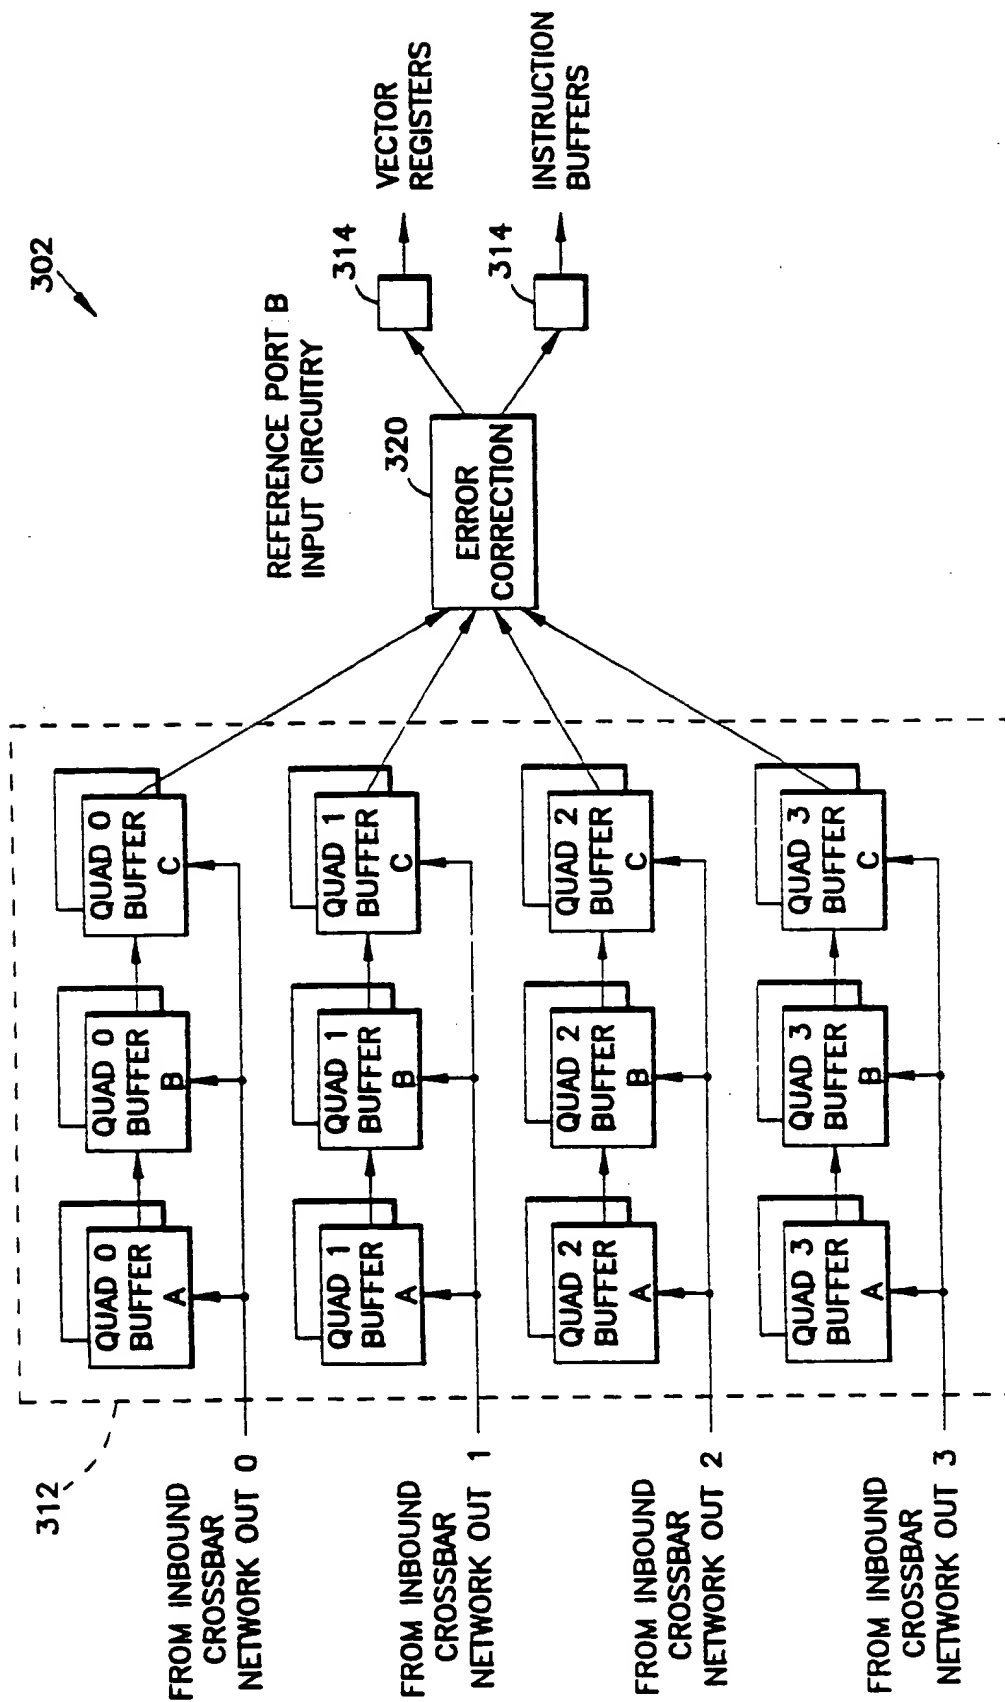 302
REFERENCE PORT B
INPUT CIRCUITRY
312
QUAD 0
BUFFER
A
QUAD 0
BUFFER
B
QUAD 0
BUFFER
C
FROM INBOUND
CROSSBAR
NETWORK OUT 0
QUAD 1
BUFFER
A
QUAD 1
BUFFER
B
QUAD 1
BUFFER
C
FROM INBOUND
CROSSBAR
NETWORK OUT 1
QUAD 2
BUFFER
A
QUAD 2
BUFFER
B
QUAD 2
BUFFER
C
FROM INBOUND
CROSSBAR
NETWORK OUT 2
QUAD 3
BUFFER
A
QUAD 3
BUFFER
B
QUAD 3
BUFFER
C
FROM INBOUND
CROSSBAR
NETWORK OUT 3
320
ERROR
CORRECTION
314
VECTOR
REGISTERS
314
INSTRUCTION
BUFFERS